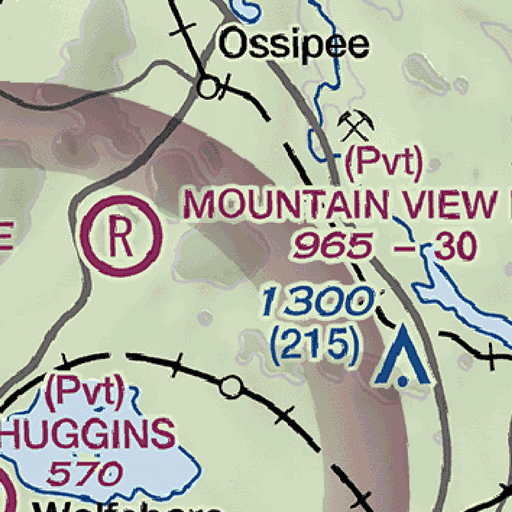 Ossipee
(Pvt)
MOUNTAIN VIEW
R
965 - 30
1300
(215)
(Pvt)
HUGGINS
570